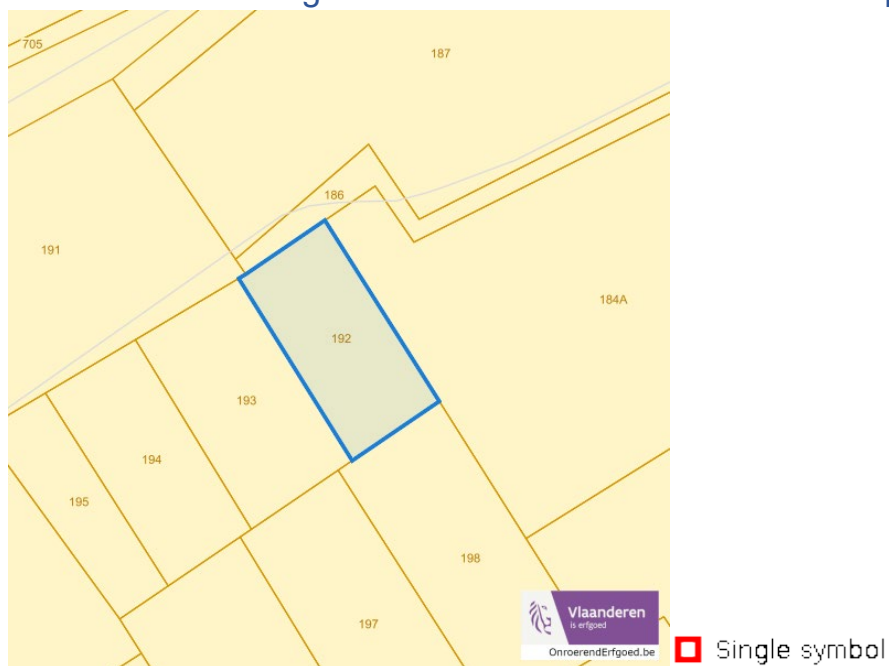 705
187
186
191
184A
192
193
194
195
198
197
Vlaanderen
is erfgoed
OnroerendErfgoed.be
Single symbol